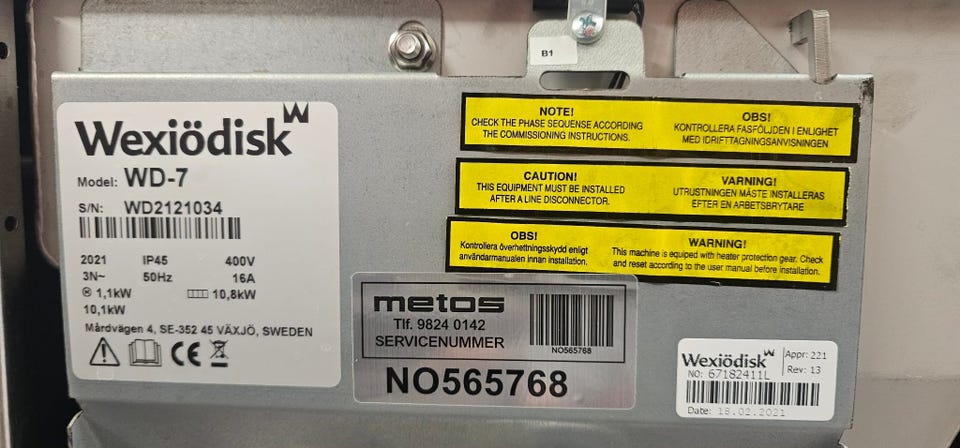 B1
Wexiödisk
Model: WD-7
S/N: WD2121034
2021 IP45 400V
3N~ 50Hz 16A
1,1kW 10,8kW
10,1kW
Mårdvägen 4, SE-352 45 VÄXJÖ, SWEDEN
CE
NOTE!
CHECK THE PHASE SEQUENSE ACCORDING
THE COMMISSIONING INSTRUCTIONS.
OBS!
KONTROLLERA FASFÖLJDEN I ENLIGHET
MED IDRIFTTAGNINGSANVISNINGEN
CAUTION!
THIS EQUIPMENT MUST BE INSTALLED
AFTER A LINE DISCONNECTOR.
VARNING!
UTRUSTNINGEN MÅSTE INSTALLERAS
EFTER EN ARBETSBRYTARE
OBS!
Kontrollera överhettningsskydd enligt
användarmanualen innan installation.
WARNING!
This machine is equiped with heater protection gear. Check
and reset according to the user manual before installation.
metos
Tlf. 9824 0142
SERVICENUMMER
NO565768
NO565768
Wexiödisk
Appr: 221
Rev: 13
NO: 67182411L
Date: 18.02.2021